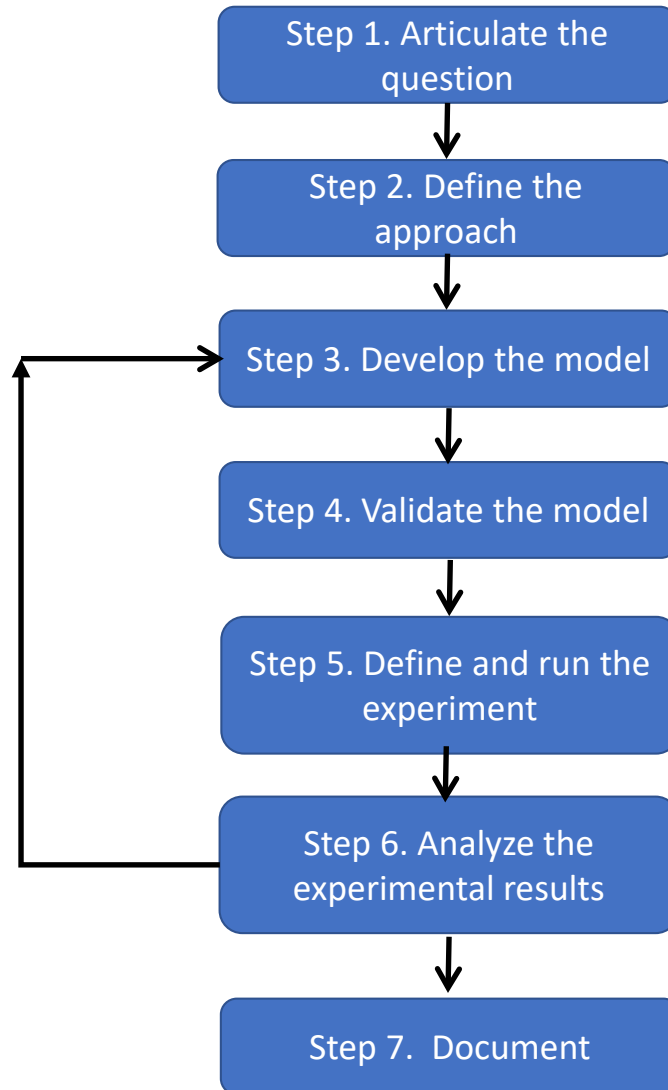 Step 1. Articulate the
question
Step 2. Define the
approach
Step 3. Develop the model
Step 4. Validate the model
Step 5. Define and run the
experiment
Step 6. Analyze the
experimental results
Step 7.  Document